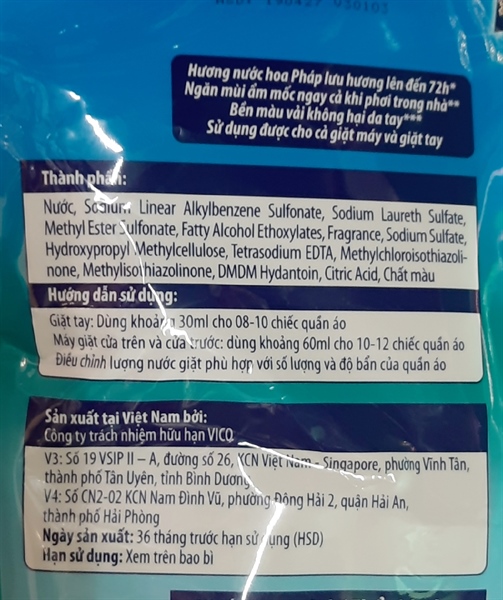 Hương nước hoa Pháp lưu hương lên đến 72h*
Ngăn mùi ẩm mốc ngay cả khi phơi trong nhà**
Bền màu vải không hại da tay***
Sử dụng được cho cả giặt máy và giặt tay
Thành phần:
Nước, Sodium Linear Alkylbenzene Sulfonate, Sodium Laureth Sulfate,
Methyl Ester Sulfonate, Fatty Alcohol Ethoxylates, Fragrance, Sodium Sulfate,
Hydroxypropyl Methylcellulose, Tetrasodium EDTA, Methylchloroisothiazoli-
none, Methylisothiazolinone, DMDM Hydantoin, Citric Acid, Chất màu
Hướng dẫn sử dụng:
Giặt tay: Dùng khoảng 30ml cho 08-10 chiếc quần áo
Máy giặt cửa trên và cửa trước: dùng khoảng 60ml cho 10-12 chiếc quần áo
Điều chỉnh lượng nước giặt phù hợp với số lượng và độ bẩn của quần áo
Sản xuất tại Việt Nam bởi:
Công ty trách nhiệm hữu hạn VICO
V3: Số 19 VSIP II – A, đường số 26, KCN Việt Nam - Singapore, phường Vĩnh Tân,
thành phố Tân Uyên, tỉnh Bình Dương
V4: Số CN2-02 KCN Nam Đình Vũ, phường Đông Hải 2, quận Hải An,
thành phố Hải Phòng
Ngày sản xuất: 36 tháng trước hạn sử dụng (HSD)
Hạn sử dụng: Xem trên bao bì